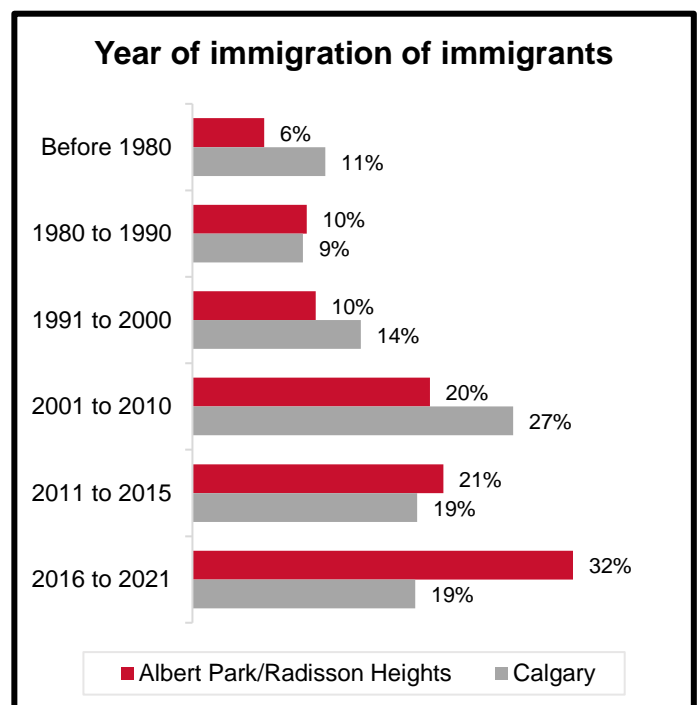 Year of immigration of immigrants
Before 1980
6%
11%
1980 to 1990
10%
9%
1991 to 2000
10%
14%
2001 to 2010
20%
27%
2011 to 2015
21%
19%
2016 to 2021
32%
19%
Albert Park/Radisson Heights
Calgary